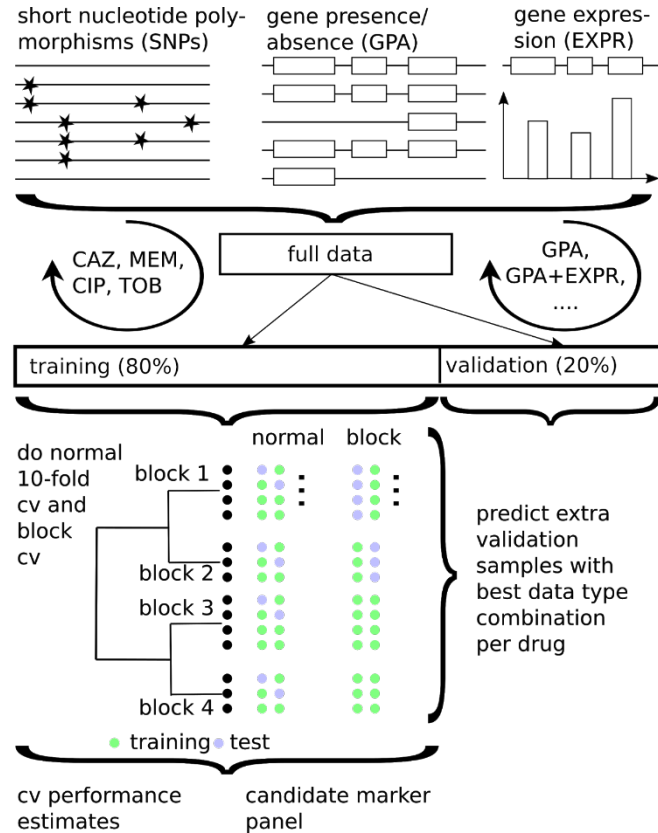 short nucleotide poly-
morphisms (SNPs)
gene presence/
absence (GPA)
gene expres-
sion (EXPR)
CAZ, MEM,
CIP, TOB
full data
GPA,
GPA+EXPR,
....
training (80%)
validation (20%)
do normal
10-fold
cv and
block
cv
normal
block
block 1
block 2
block 3
block 4
training
test
predict extra
validation
samples with
best data type
combination
per drug
cv performance
estimates
candidate marker
panel